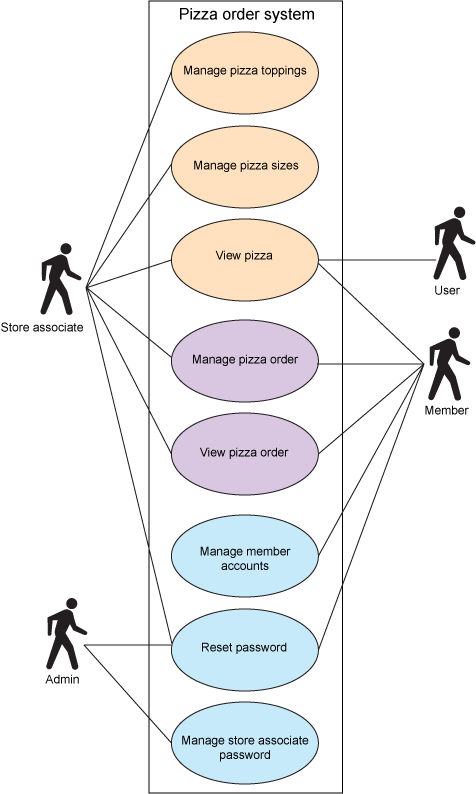 Pizza order system
Manage pizza toppings
Manage pizza sizes
View pizza
User
Store associate
Manage pizza order
Member
View pizza order
Manage member
accounts
Reset password
Admin
Manage store associate
password